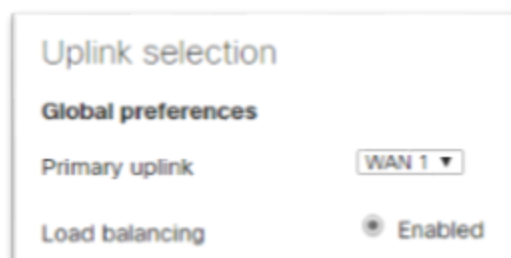 Uplink selection
Global preferences
Primary uplink WAN 1
Load balancing Enabled